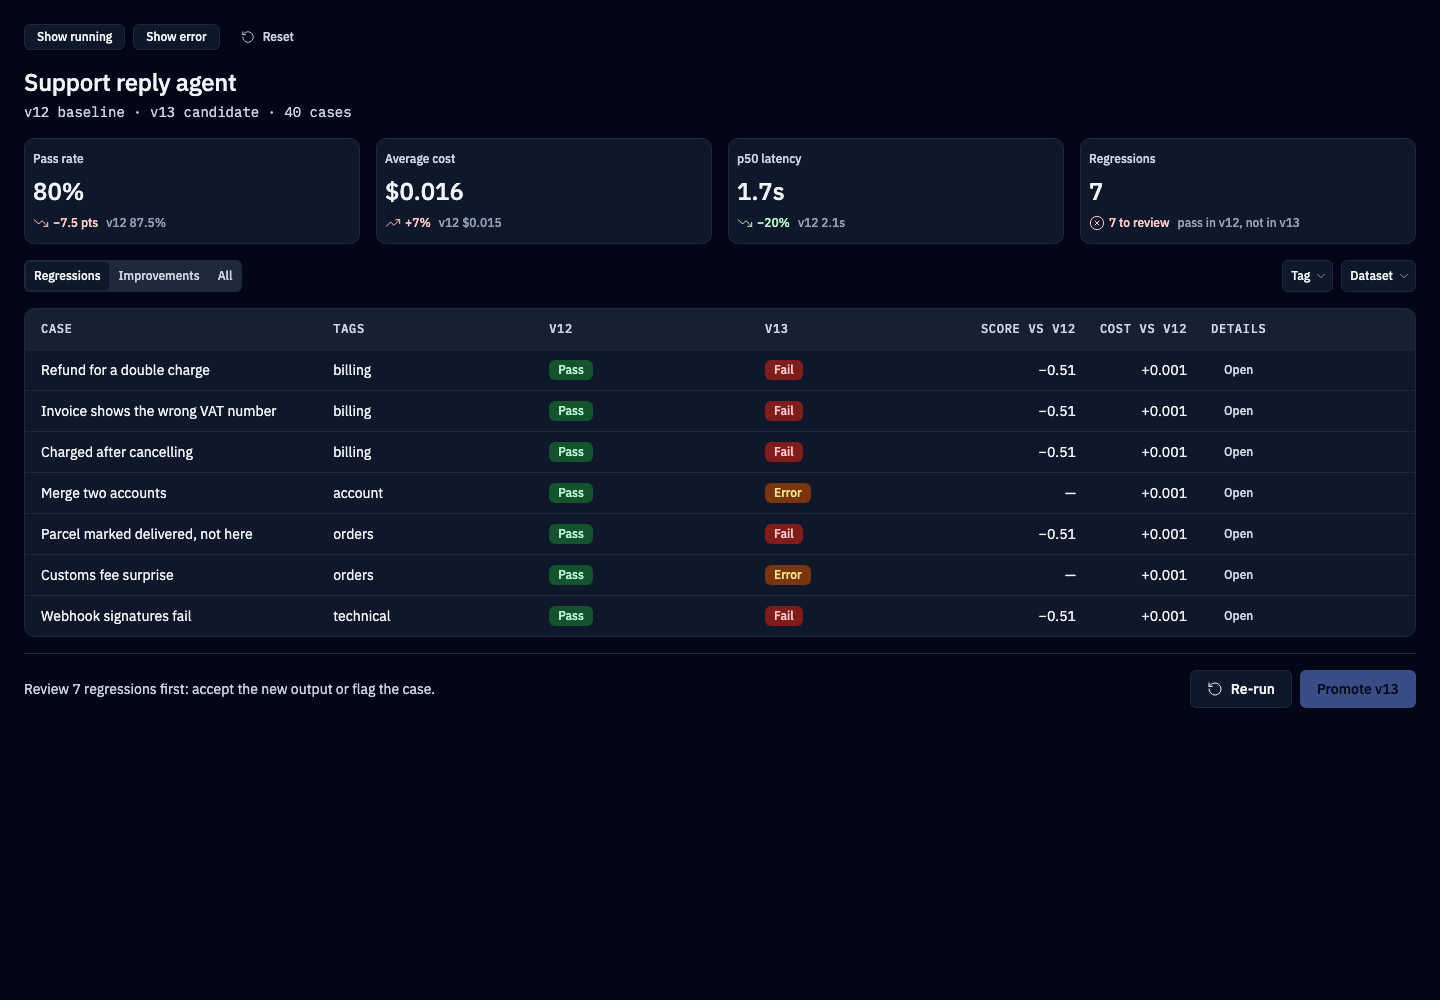 Show running Show error Reset
Support reply agent
v12 baseline · v13 candidate · 40 cases
Pass rate
80%
−7.5 pts v12 87.5%
Average cost
$0.016
+7% v12 $0.015
p50 latency
1.7s
−20% v12 2.1s
Regressions
7
7 to review pass in v12, not in v13
Regressions Improvements All
Tag Dataset
CASE TAGS V12 V13 SCORE VS V12 COST VS V12 DETAILS
Refund for a double charge billing Pass Fail −0.51 +0.001 Open
Invoice shows the wrong VAT number billing Pass Fail −0.51 +0.001 Open
Charged after cancelling billing Pass Fail −0.51 +0.001 Open
Merge two accounts account Pass Error — +0.001 Open
Parcel marked delivered, not here orders Pass Fail −0.51 +0.001 Open
Customs fee surprise orders Pass Error — +0.001 Open
Webhook signatures fail technical Pass Fail −0.51 +0.001 Open
Review 7 regressions first: accept the new output or flag the case.
Re-run Promote v13